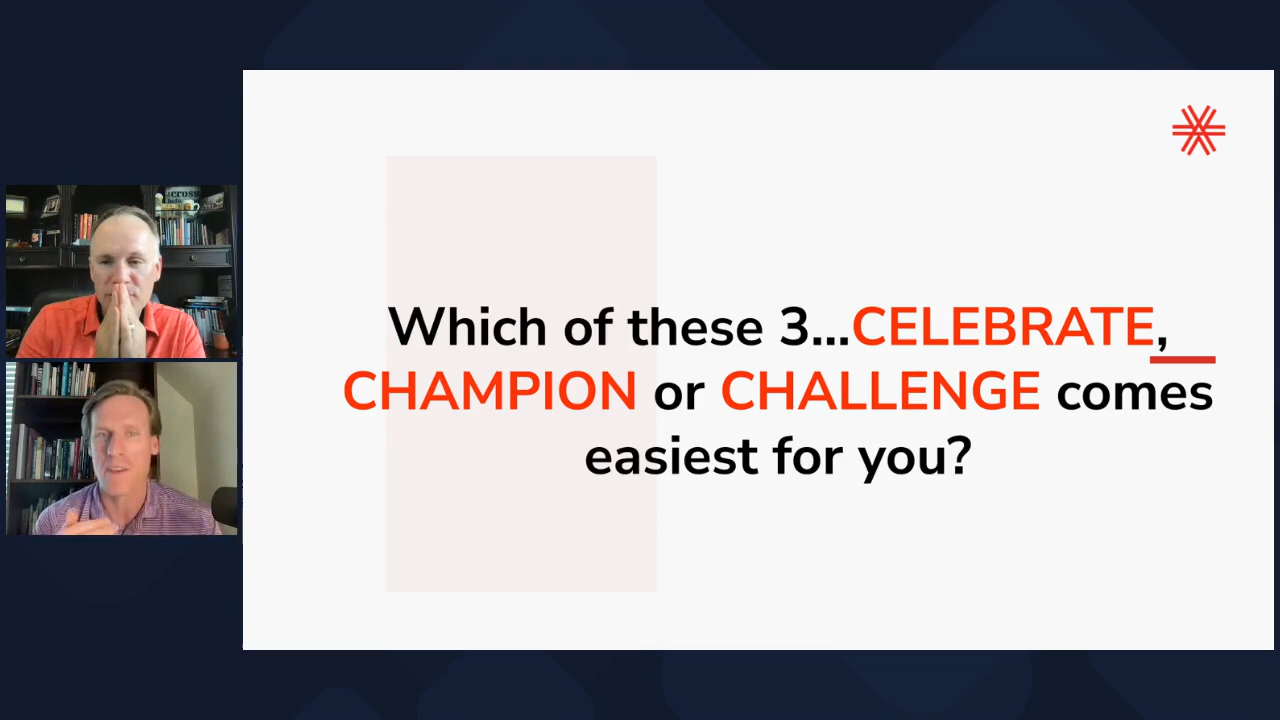 Which of these 3...CELEBRATE,
CHAMPION or CHALLENGE comes
easiest for you?